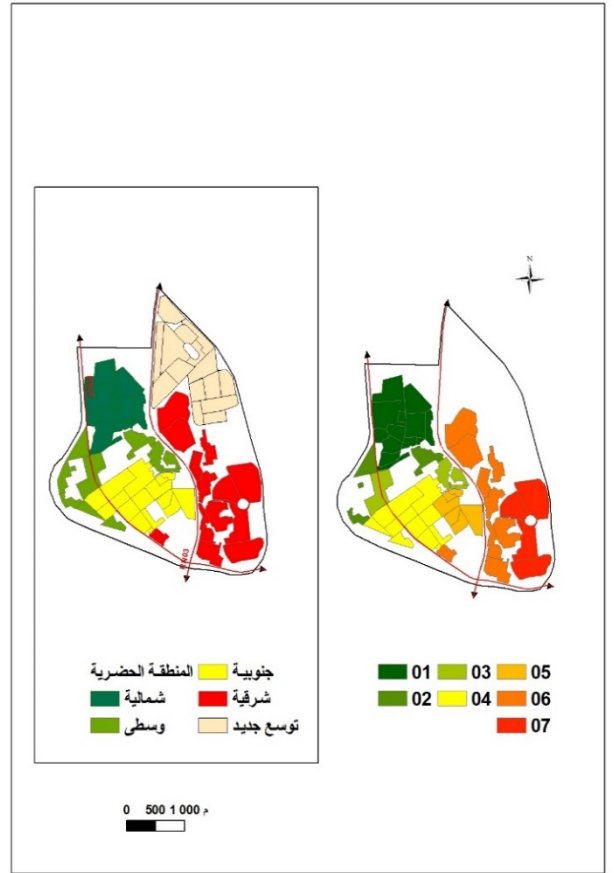 N
RN03
المنطقة الحضرية
جنوبية
شمالية
شرقية
وسطى
توسع جديد
01
03
05
02
04
06
07
0 500 1 000 م